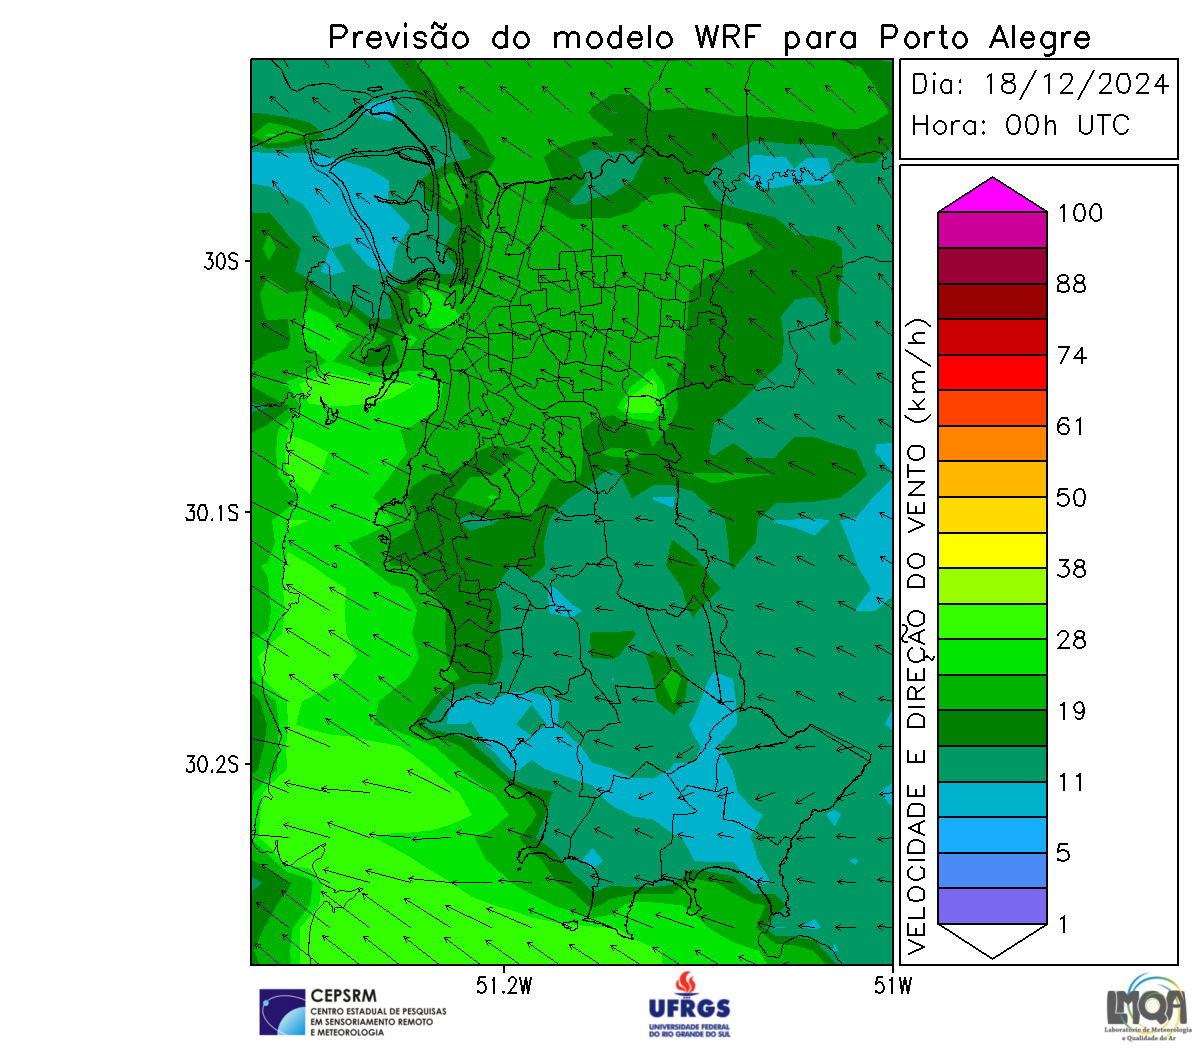 Previsão do modelo WRF para Porto Alegre
Dia: 18/12/2024
Hora: 00h UTC
100
88
74
61
50
38
28
19
11
5
1
VELOCIDADE E DIREÇÃO DO VENTO (km/h)
30S
30.1S
30.2S
51.2W
51W
CEPSRM
CENTRO ESTADUAL DE PESQUISAS
EM SENSORIAMENTO REMOTO
E METEOROLOGIA
UFRGS
UNIVERSIDADE FEDERAL
DO RIO GRANDE DO SUL
LMQA
Laboratório de Meteorologia
e Qualidade do Ar